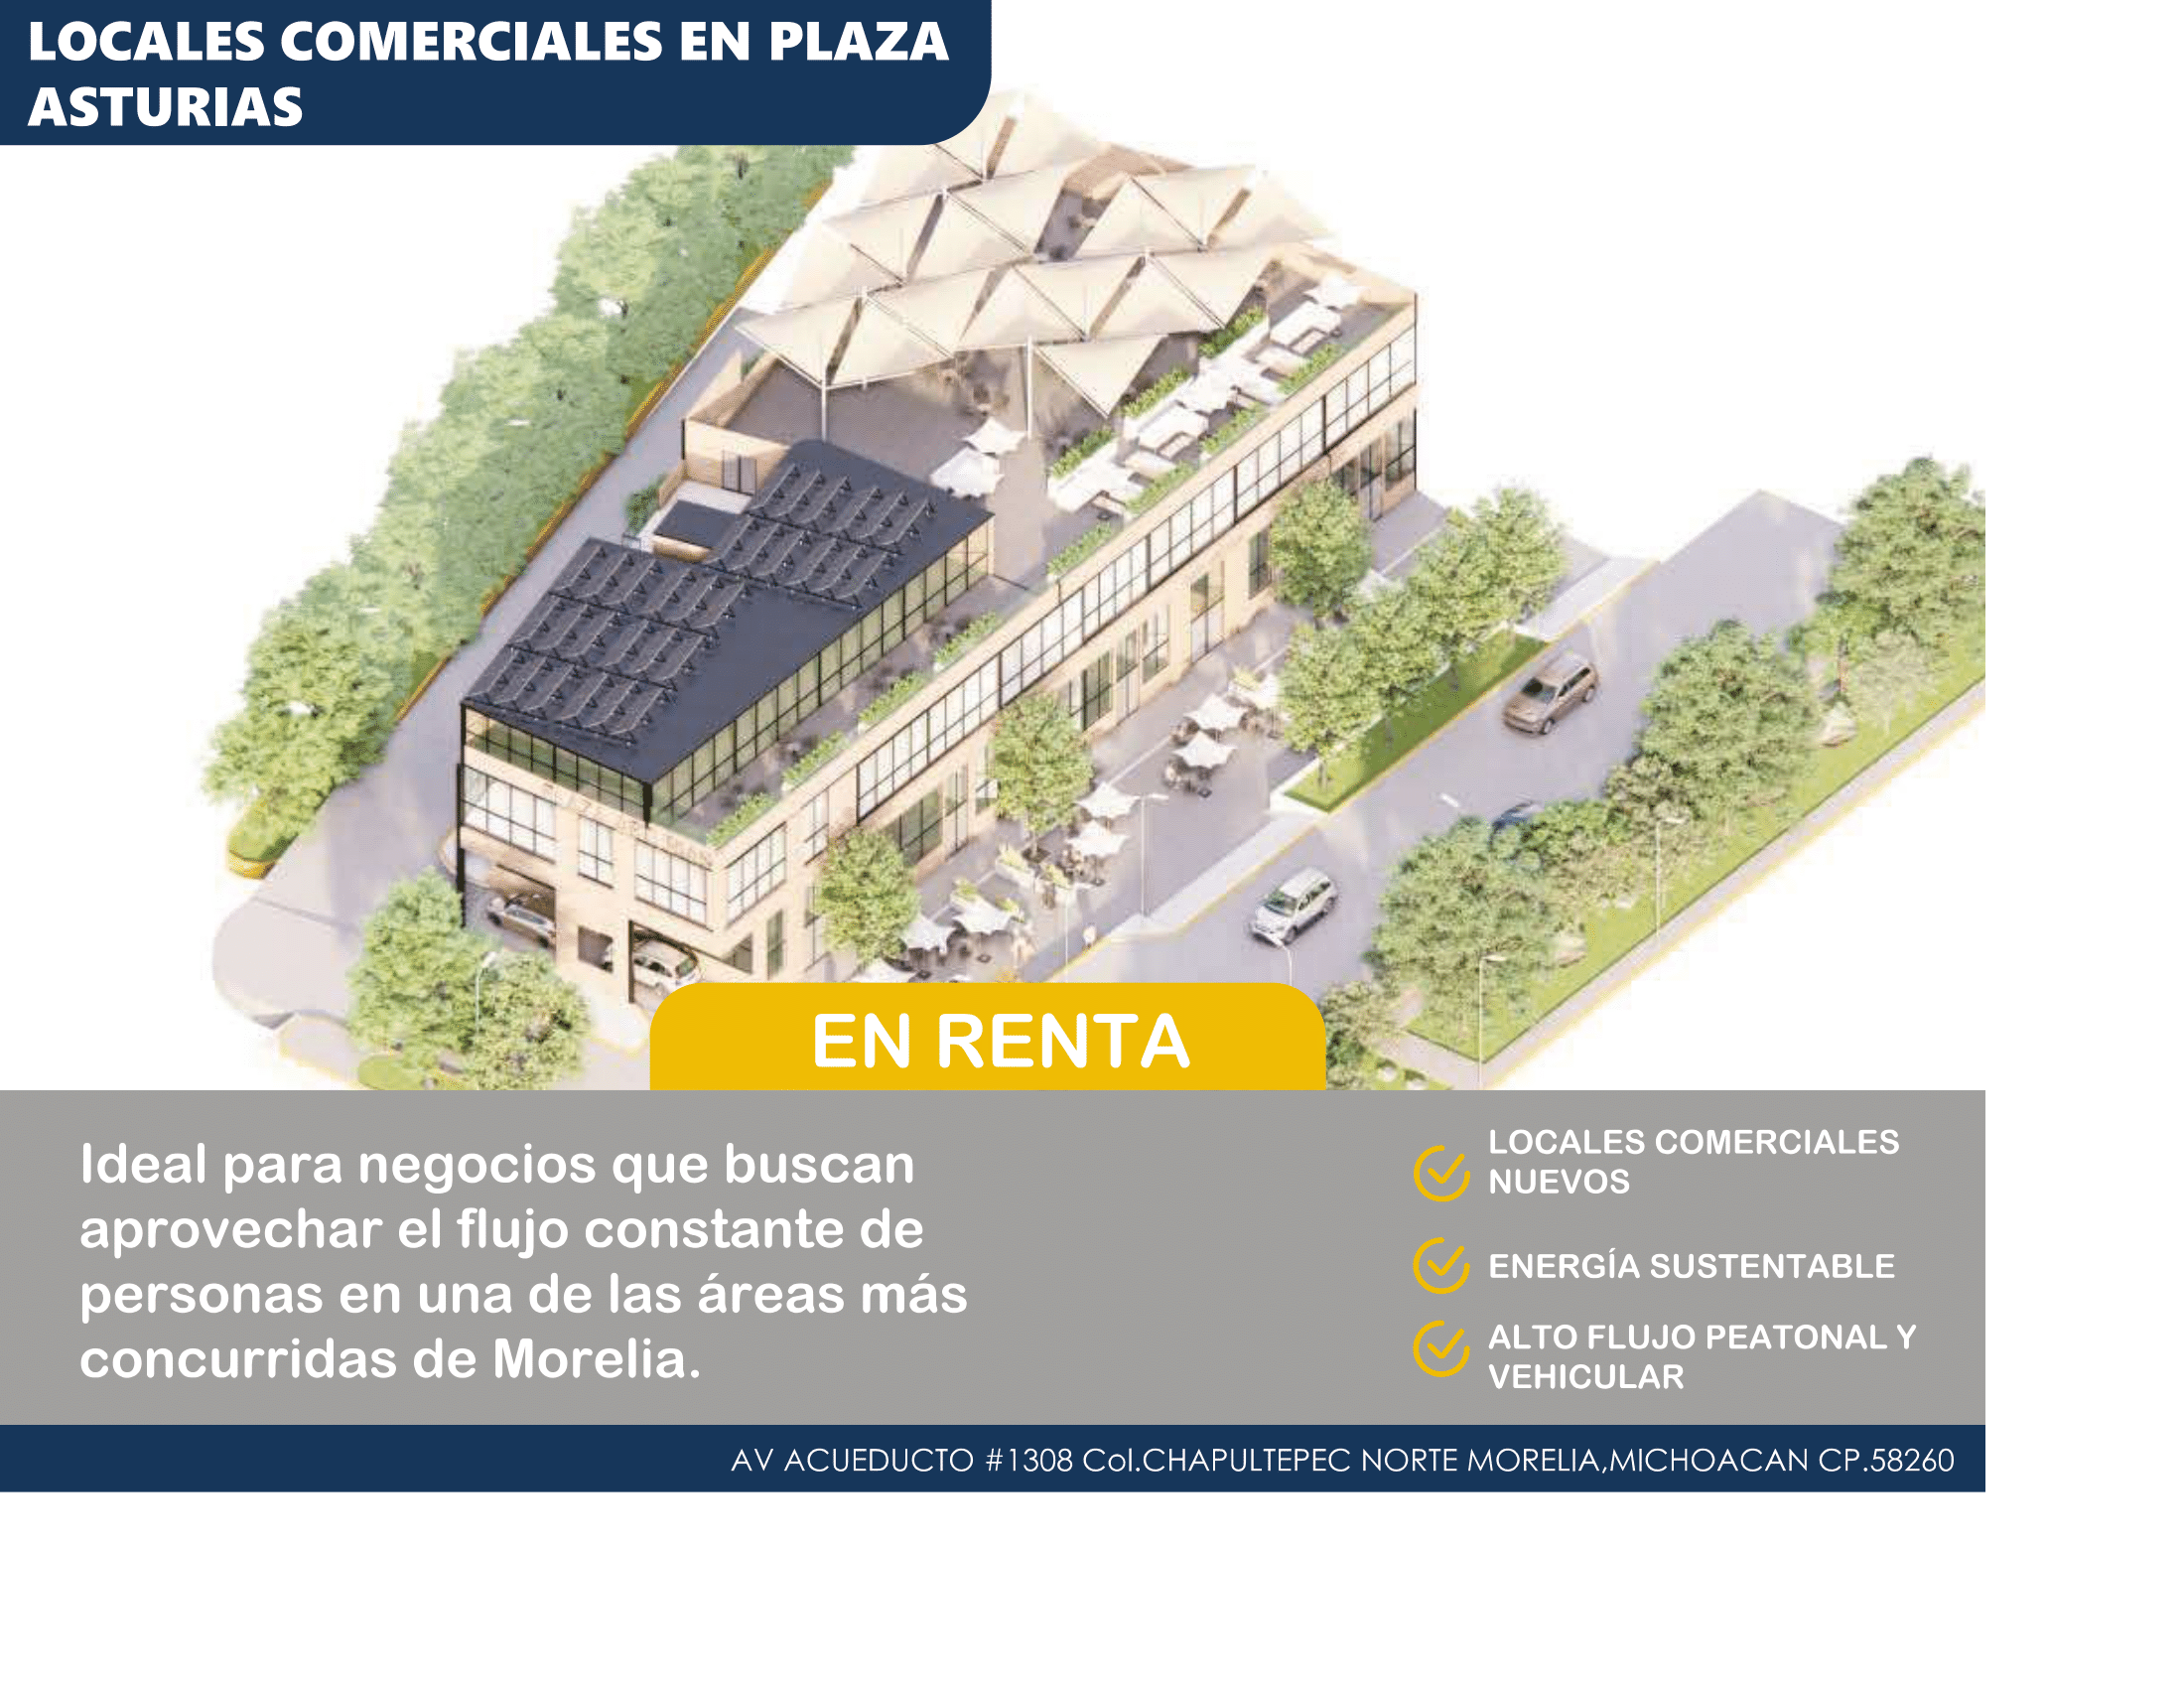 LOCALES COMERCIALES EN PLAZA
ASTURIAS
EN RENTA
Ideal para negocios que buscan
aprovechar el flujo constante de
personas en una de las áreas más
concurridas de Morelia.
LOCALES COMERCIALES
NUEVOS
ENERGÍA SUSTENTABLE
ALTO FLUJO PEATONAL Y
VEHICULAR
AV ACUEDUCTO #1308 Col.CHAPULTEPEC NORTE MORELIA,MICHOACAN CP.58260